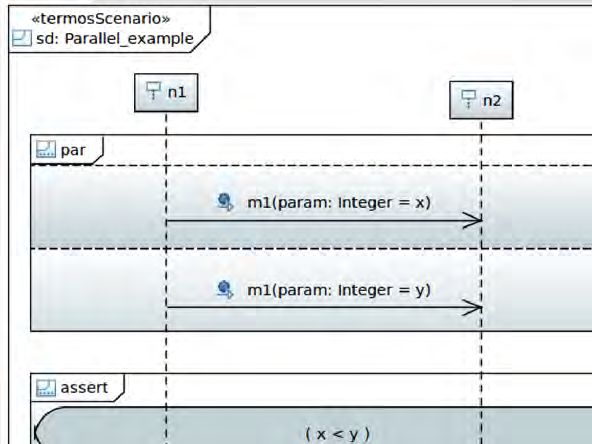 «termosScenario»
sd: Parallel_example
n1
n2
par
m1(param: Integer = x)
m1(param: Integer = y)
assert
( x < y )